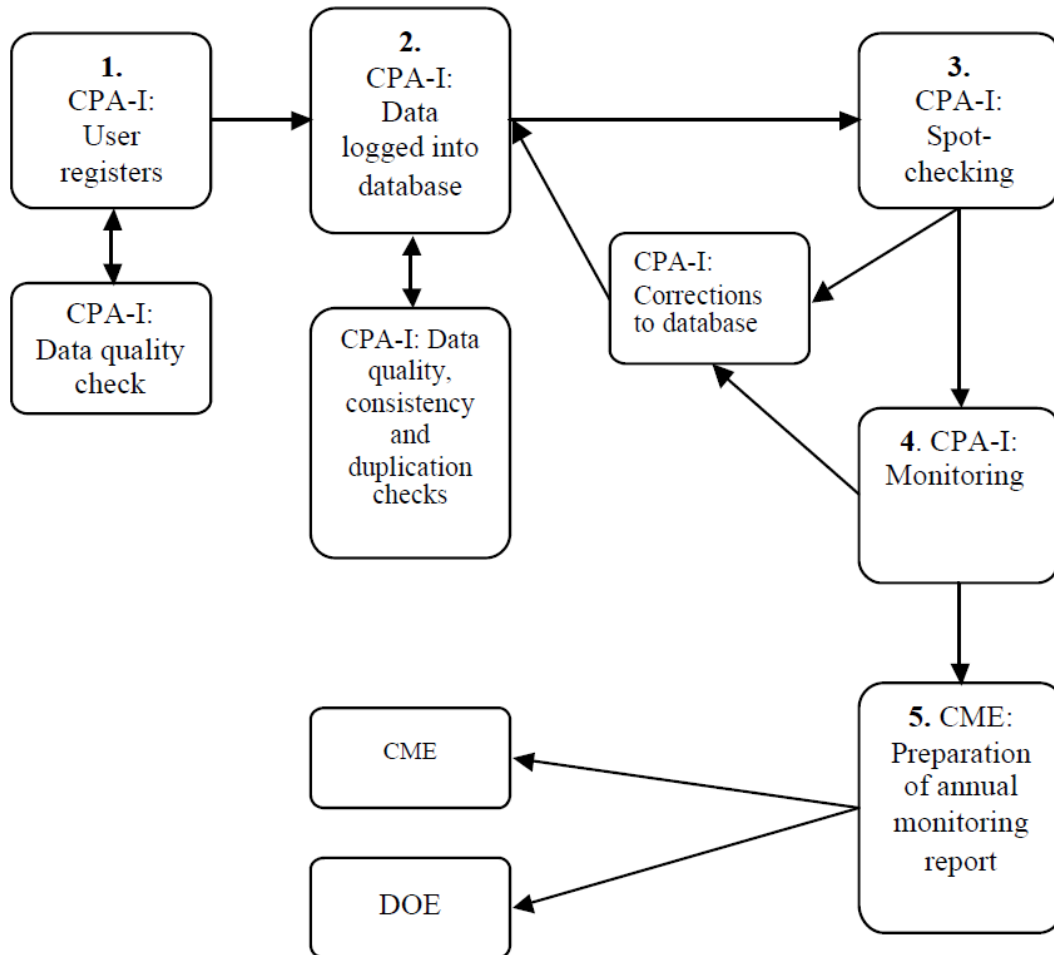 1.
CPA-I:
User
registers
CPA-I:
Data quality
check
2.
CPA-I:
Data
logged into
database
CPA-I: Data
quality,
consistency
and
duplication
checks
3.
CPA-I:
Spot-
checking
CPA-I:
Corrections
to database
4. CPA-I:
Monitoring
5. CME:
Preparation
of annual
monitoring
report
CME
DOE